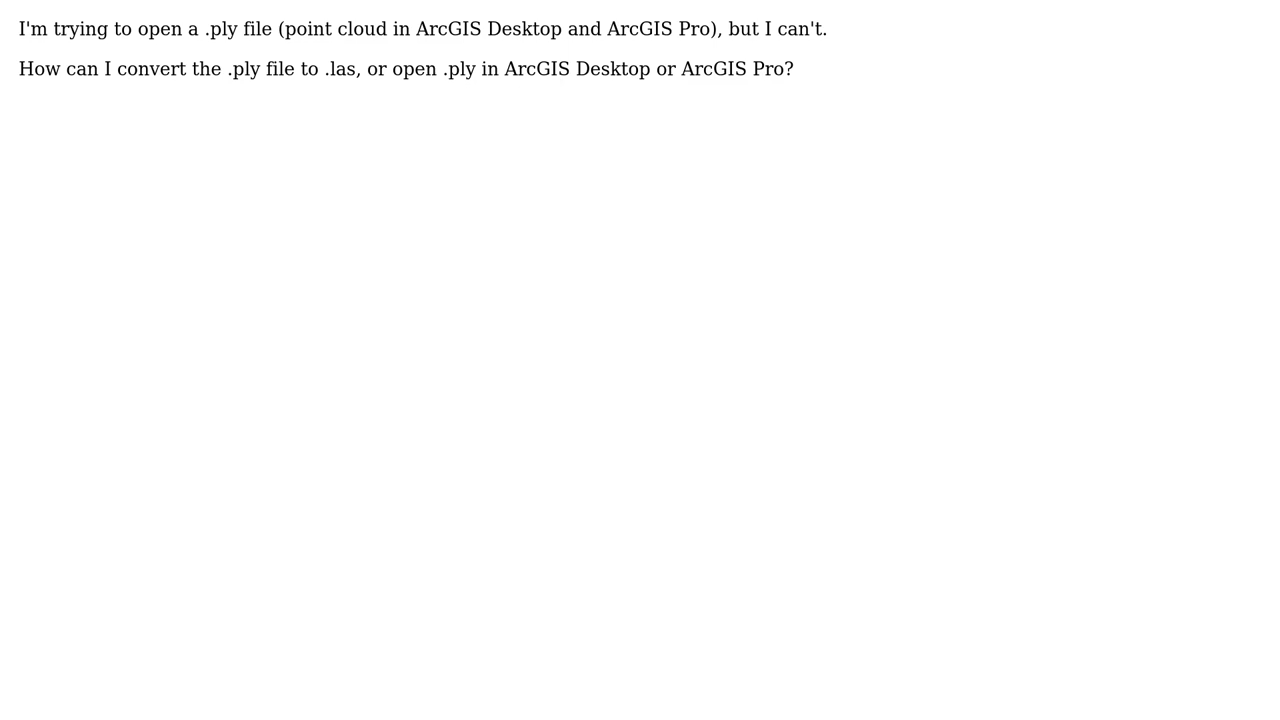 I'm trying to open a .ply file (point cloud in ArcGIS Desktop and ArcGIS Pro), but I can't.
How can I convert the .ply file to .las, or open .ply in ArcGIS Desktop or ArcGIS Pro?